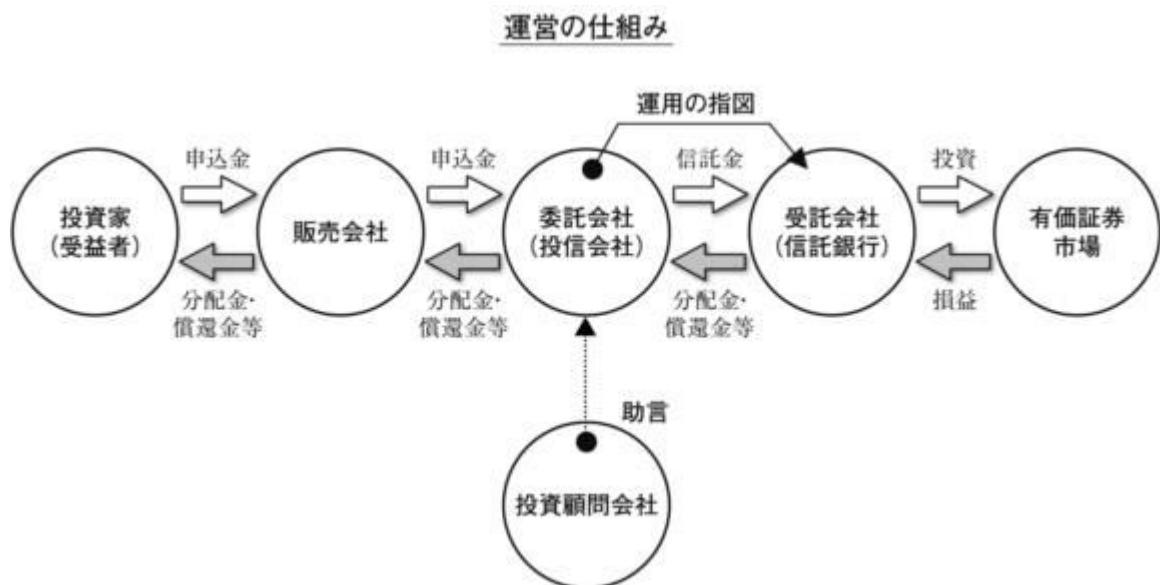 運営の仕組み
運用の指図
申込金
申込金
信託金
投資
投資家
（受益者）
販売会社
委託会社
（投信会社）
受託会社
（信託銀行）
有価証券
市場
分配金・
償還金等
分配金・
償還金等
分配金・
償還金等
損益
助言
投資顧問会社